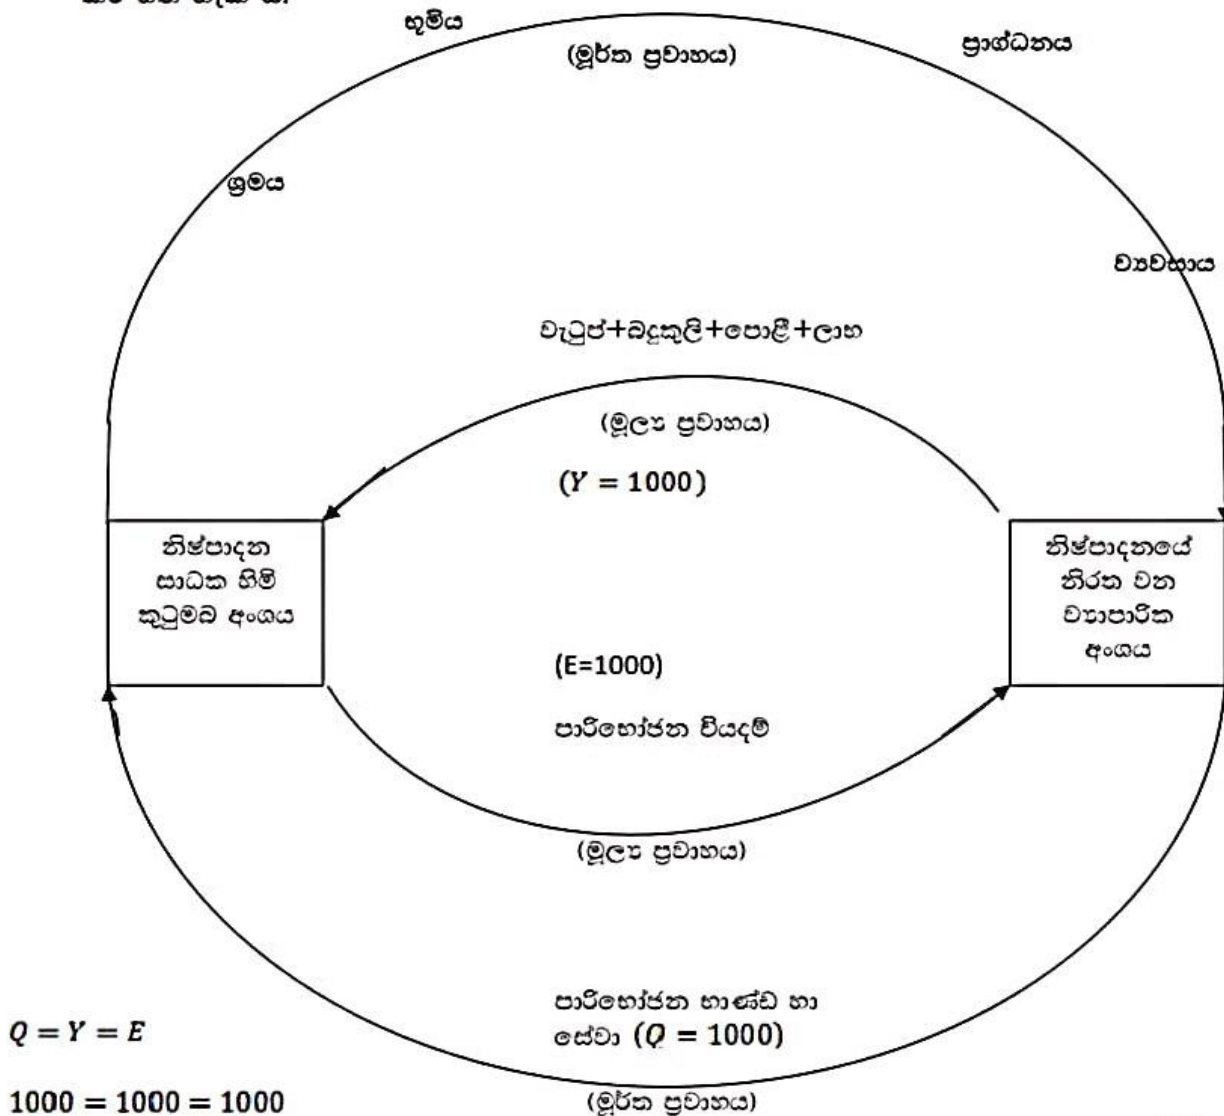 භූමිය
(මූර්ත ප්‍රවාහය)
ප්‍රාග්ධනය
ශ්‍රමය
ව්‍යවසාය
වැටුප්+බදුකුලි+පොළී+ලාභ
(මූල්‍ය ප්‍රවාහය)
(Y = 1000)
නිෂ්පාදන
සාධක හිමි
කුටුමබ අංශය
නිෂ්පාදනයේ
නිරත වන
ව්‍යාපාරික
අංශය
(E=1000)
පාරිභෝජන වියදම්
(මූල්‍ය ප්‍රවාහය)
පාරිභෝජන භාණ්ඩ හා
සේවා (Q = 1000)
Q = Y = E
1000 = 1000 = 1000
(මූර්ත ප්‍රවාහය)